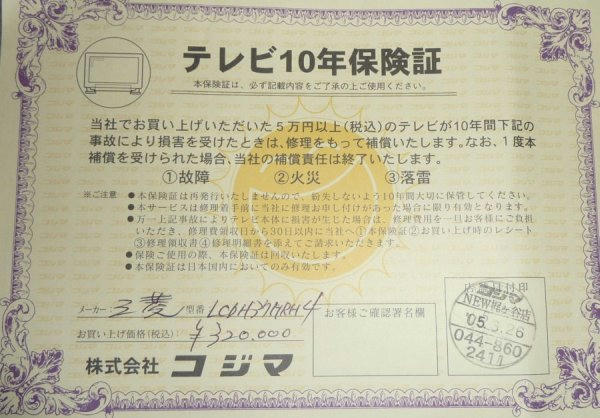 テレビ10年保険証
本保険証は、必ず記載内容をご了承の上ご使用ください。
当社でお買い上げいただいた5万円以上(税込)のテレビが10年間下記の
事故により損害を受けたときは、修理をもって補償いたします。なお、1度本
補償を受けられた場合、当社の補償責任は終了いたします。
①故障 ②火災 ③落雷
※ご注意 ●本保険証は再発行いたしませんので、紛失しないよう10年間大切に保管してください。
●本サービスは修理着手前に当社に修理お申し付けがあった場合に限り有効となります。
●万一上記事故によりテレビ本体に損害が生じた場合は、修理費用を一旦お客様にご負担
いただき、修理費領収日から30日以内に当社へ①本保険証②お買い上げ時のレシート
③修理領収書④修理明細書を添えてご請求いただきます。
●保険ご使用の際、本保険証は回収いたします。
●本保険証は日本国内においてのみ有効です。
メーカー: 三菱 型番 LCDH37MRH4
お買い上げ価格(税込): ¥320,000
株式会社 コジマ
お客様ご確認署名欄
付印
コジマ
NEW梶ヶ谷店
'05.3.26
044-860
2411